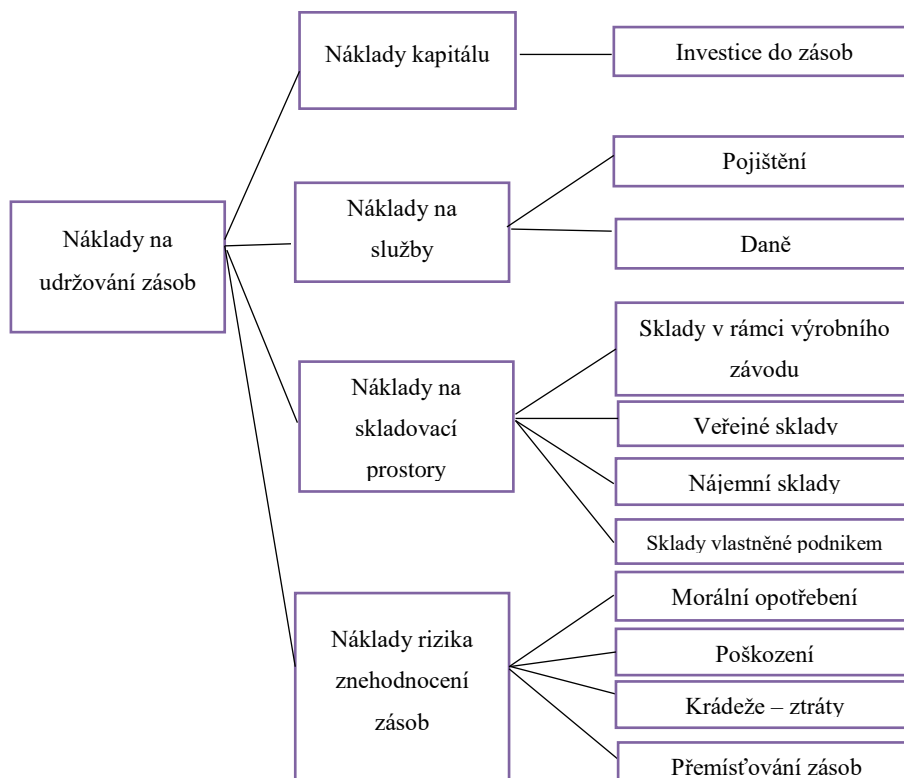 Náklady na
udržování zásob
Náklady kapitálu
Investice do zásob
Náklady na
služby
Pojištění
Daně
Náklady na
skladovací
prostory
Sklady v rámci výrobního
závodu
Veřejné sklady
Nájemní sklady
Sklady vlastněné podnikem
Náklady rizika
znehodnocení
zásob
Morální opotřebení
Poškození
Krádeže – ztráty
Přemísťování zásob